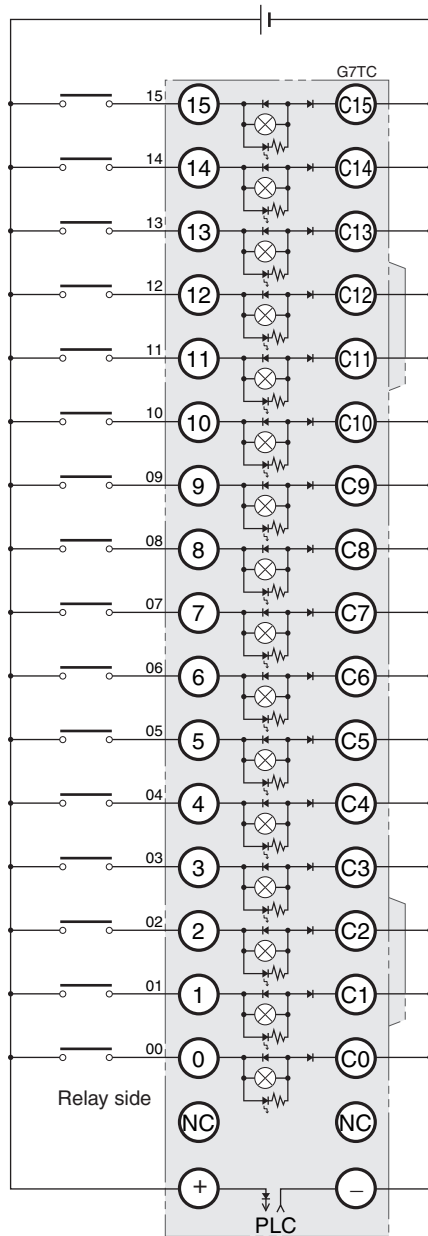 G7TC
15 15 C15
14 14 C14
13 13 C13
12 12 C12
11 11 C11
10 10 C10
09 9 C9
08 8 C8
07 7 C7
06 6 C6
05 5 C5
04 4 C4
03 3 C3
02 2 C2
01 1 C1
00 0 C0
Relay side
NC NC
+ −
PLC